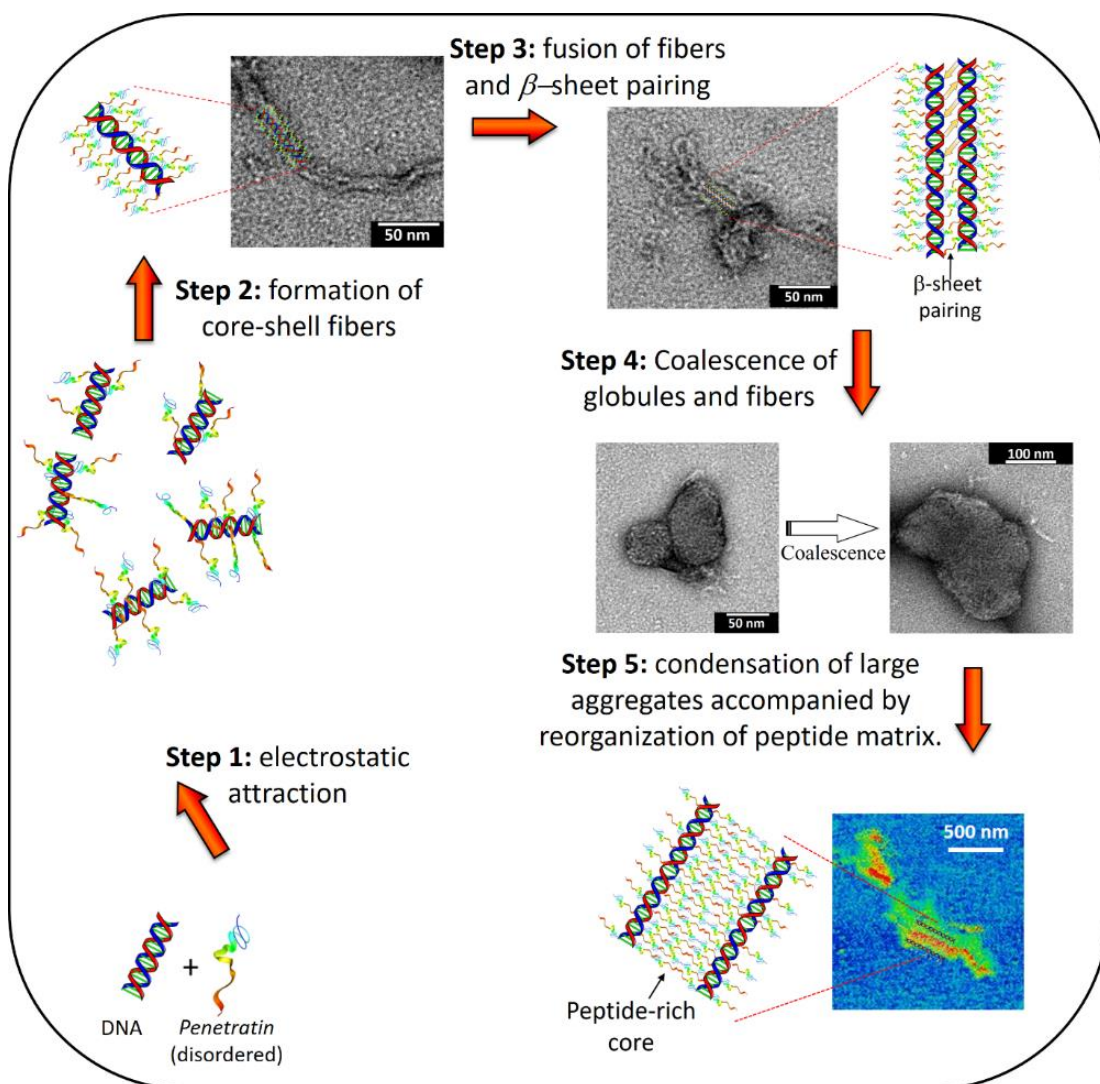 Step 3: fusion of fibers
and β–sheet pairing
50 nm
50 nm
β-sheet
pairing
Step 2: formation of
core-shell fibers
Step 4: Coalescence of
globules and fibers
100 nm
Coalescence
50 nm
Step 5: condensation of large
aggregates accompanied by
reorganization of peptide matrix.
Step 1: electrostatic
attraction
500 nm
+
DNA
Penetratin
(disordered)
Peptide-rich
core